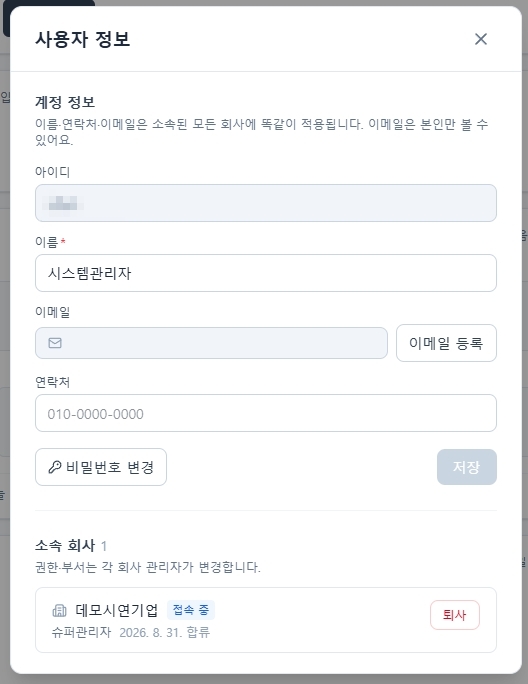 사용자 정보
계정 정보
이름·연락처·이메일은 소속된 모든 회사에 똑같이 적용됩니다. 이메일은 본인만 볼 수
있어요.
아이디
이름*
시스템관리자
이메일
이메일 등록
연락처
010-0000-0000
비밀번호 변경
저장
소속 회사 1
권한·부서는 각 회사 관리자가 변경합니다.
데모시연기업 접속 중
퇴사
슈퍼관리자 2026. 8. 31. 합류